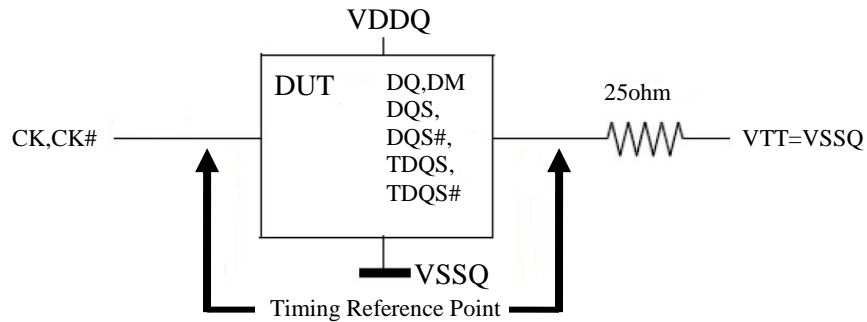 VDDQ
DUT
DQ,DM
DQS,
DQS#,
TDQS,
TDQS#
25ohm
CK,CK#
VTT=VSSQ
VSSQ
Timing Reference Point